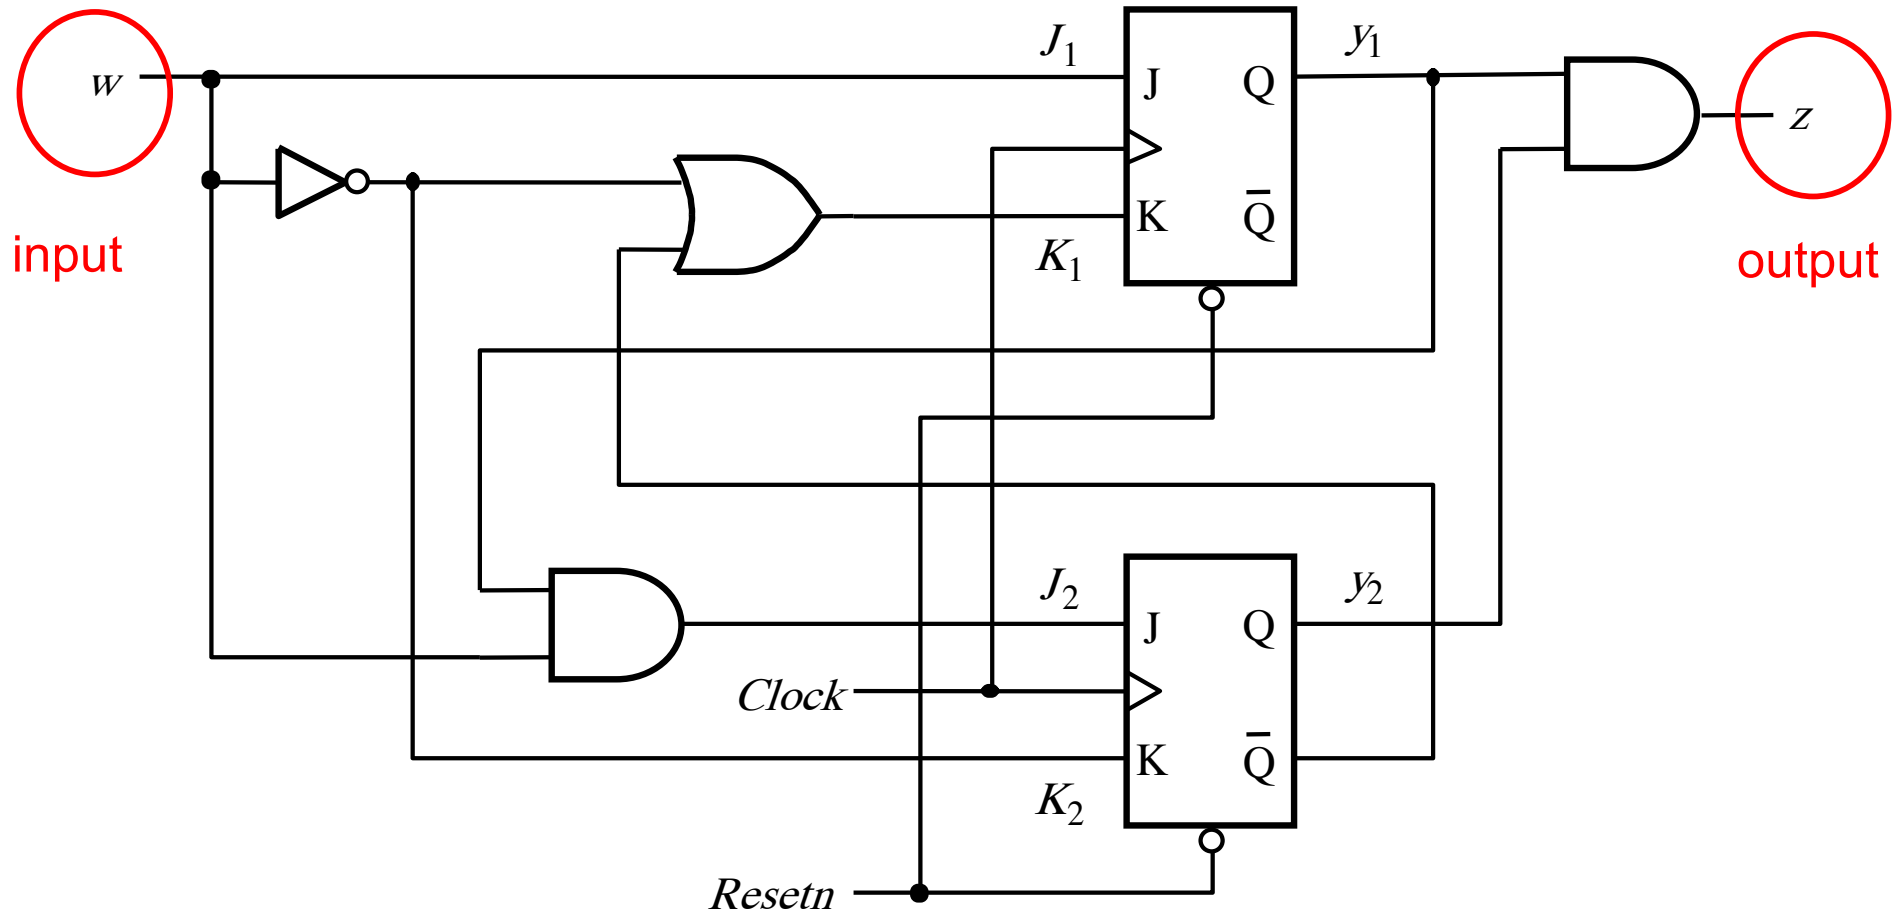 w
input
J1
J
Q
y1
K
Q̅
K1
z
output
J2
J
Q
y2
Clock
K
Q̅
K2
Resetn